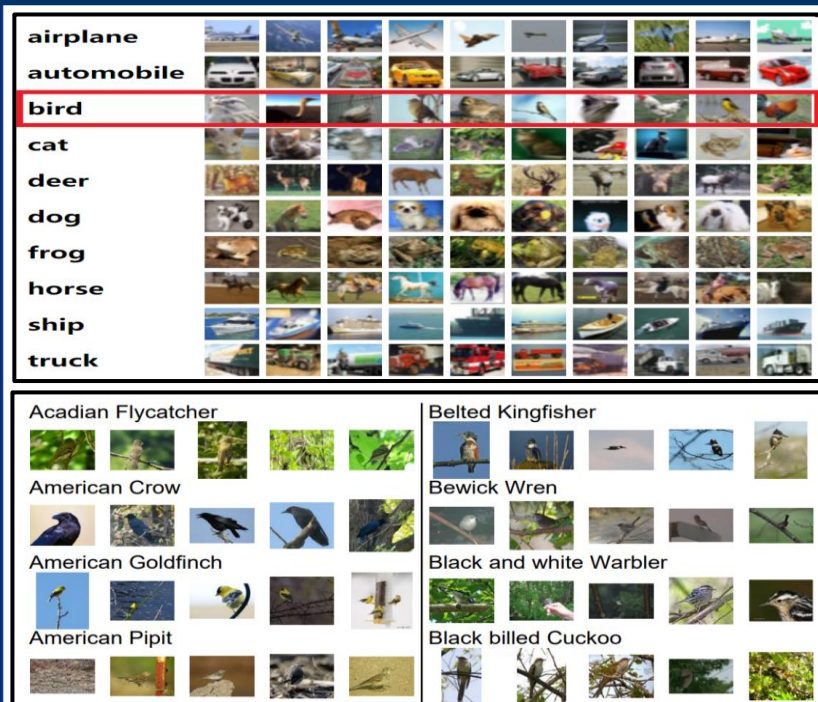 airplane
automobile
bird
cat
deer
dog
frog
horse
ship
truck
Acadian Flycatcher
American Crow
American Goldfinch
American Pipit
Belted Kingfisher
Bewick Wren
Black and white Warbler
Black billed Cuckoo